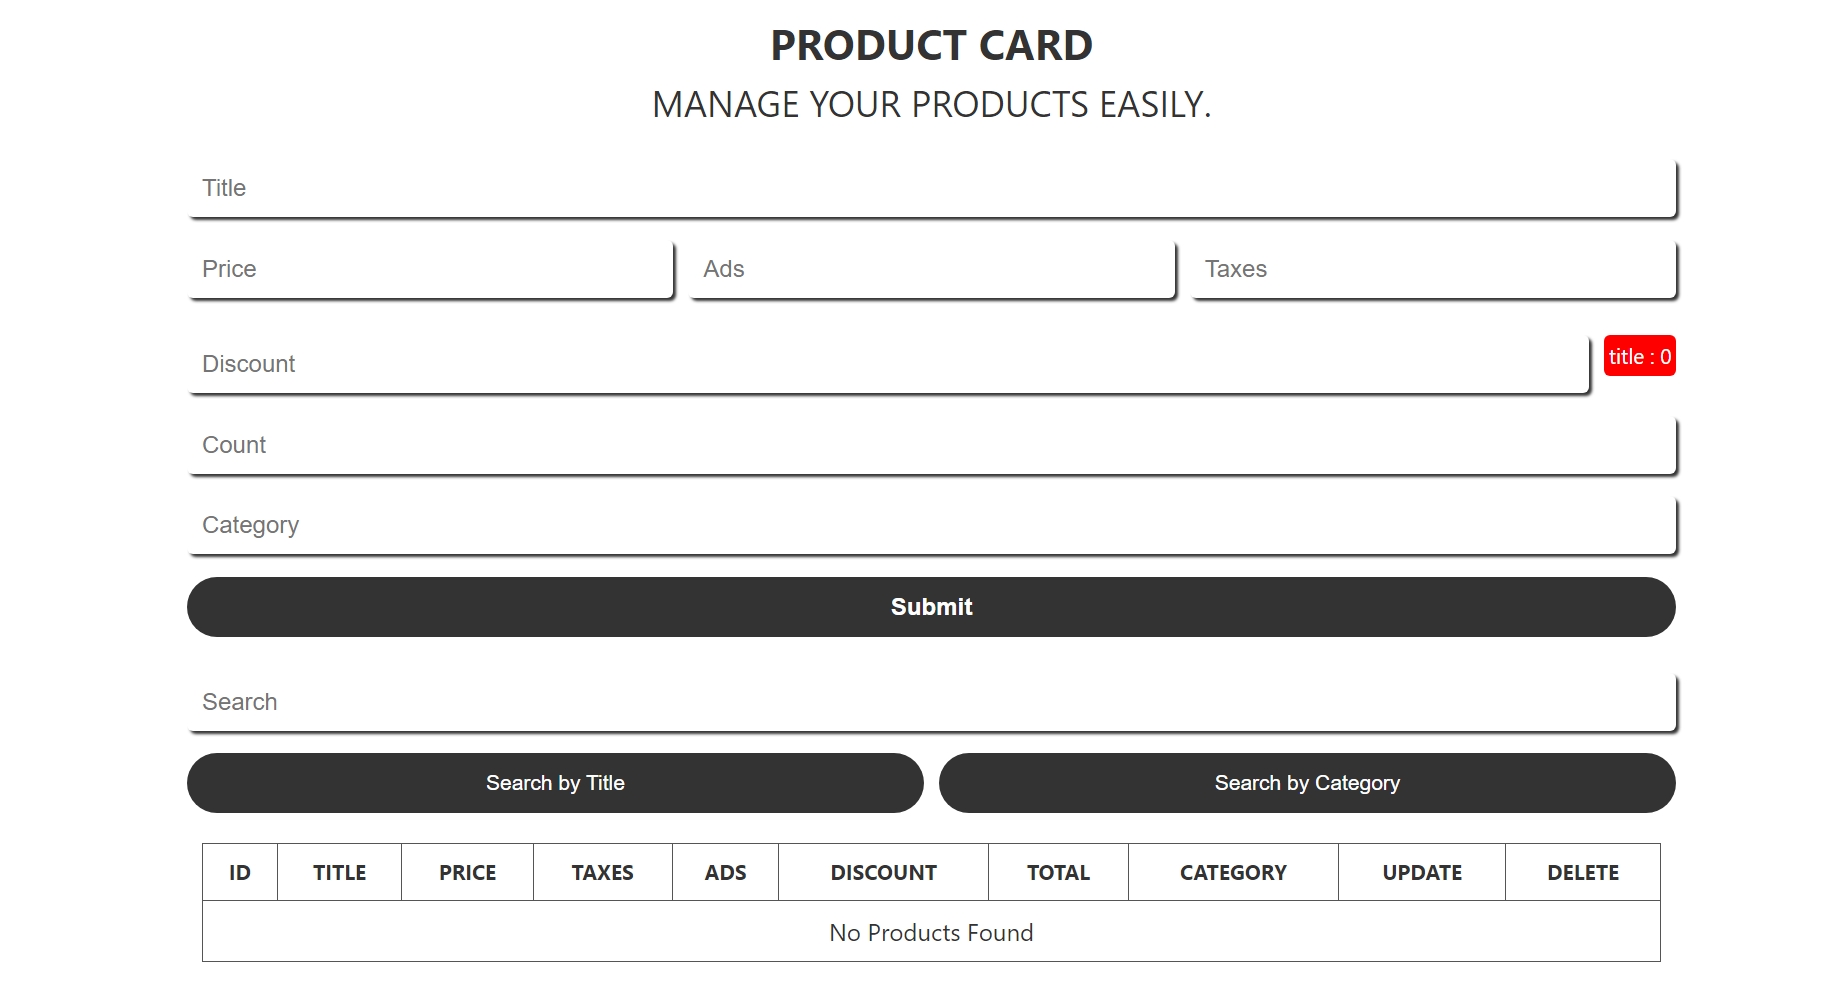 PRODUCT CARD
MANAGE YOUR PRODUCTS EASILY.
Title
Price Ads Taxes
Discount title : 0
Count
Category
Submit
Search
Search by Title Search by Category
ID TITLE PRICE TAXES ADS DISCOUNT TOTAL CATEGORY UPDATE DELETE
No Products Found